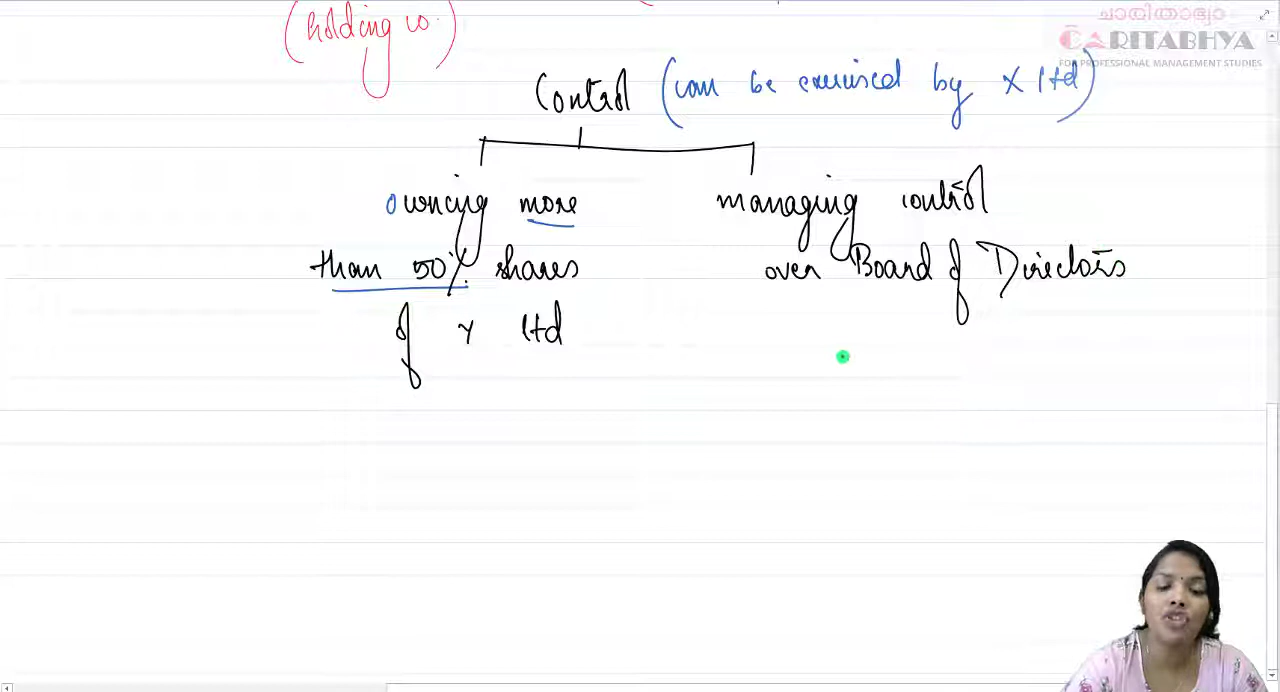 ചാരിതാഭ്യാം
CARITABHYA
FOR PROFESSIONAL MANAGEMENT STUDIES
(holding co.)
Control (can be exercised by X ltd)
owning more
than 50% shares
of Y ltd
managing control
over Board of Directors